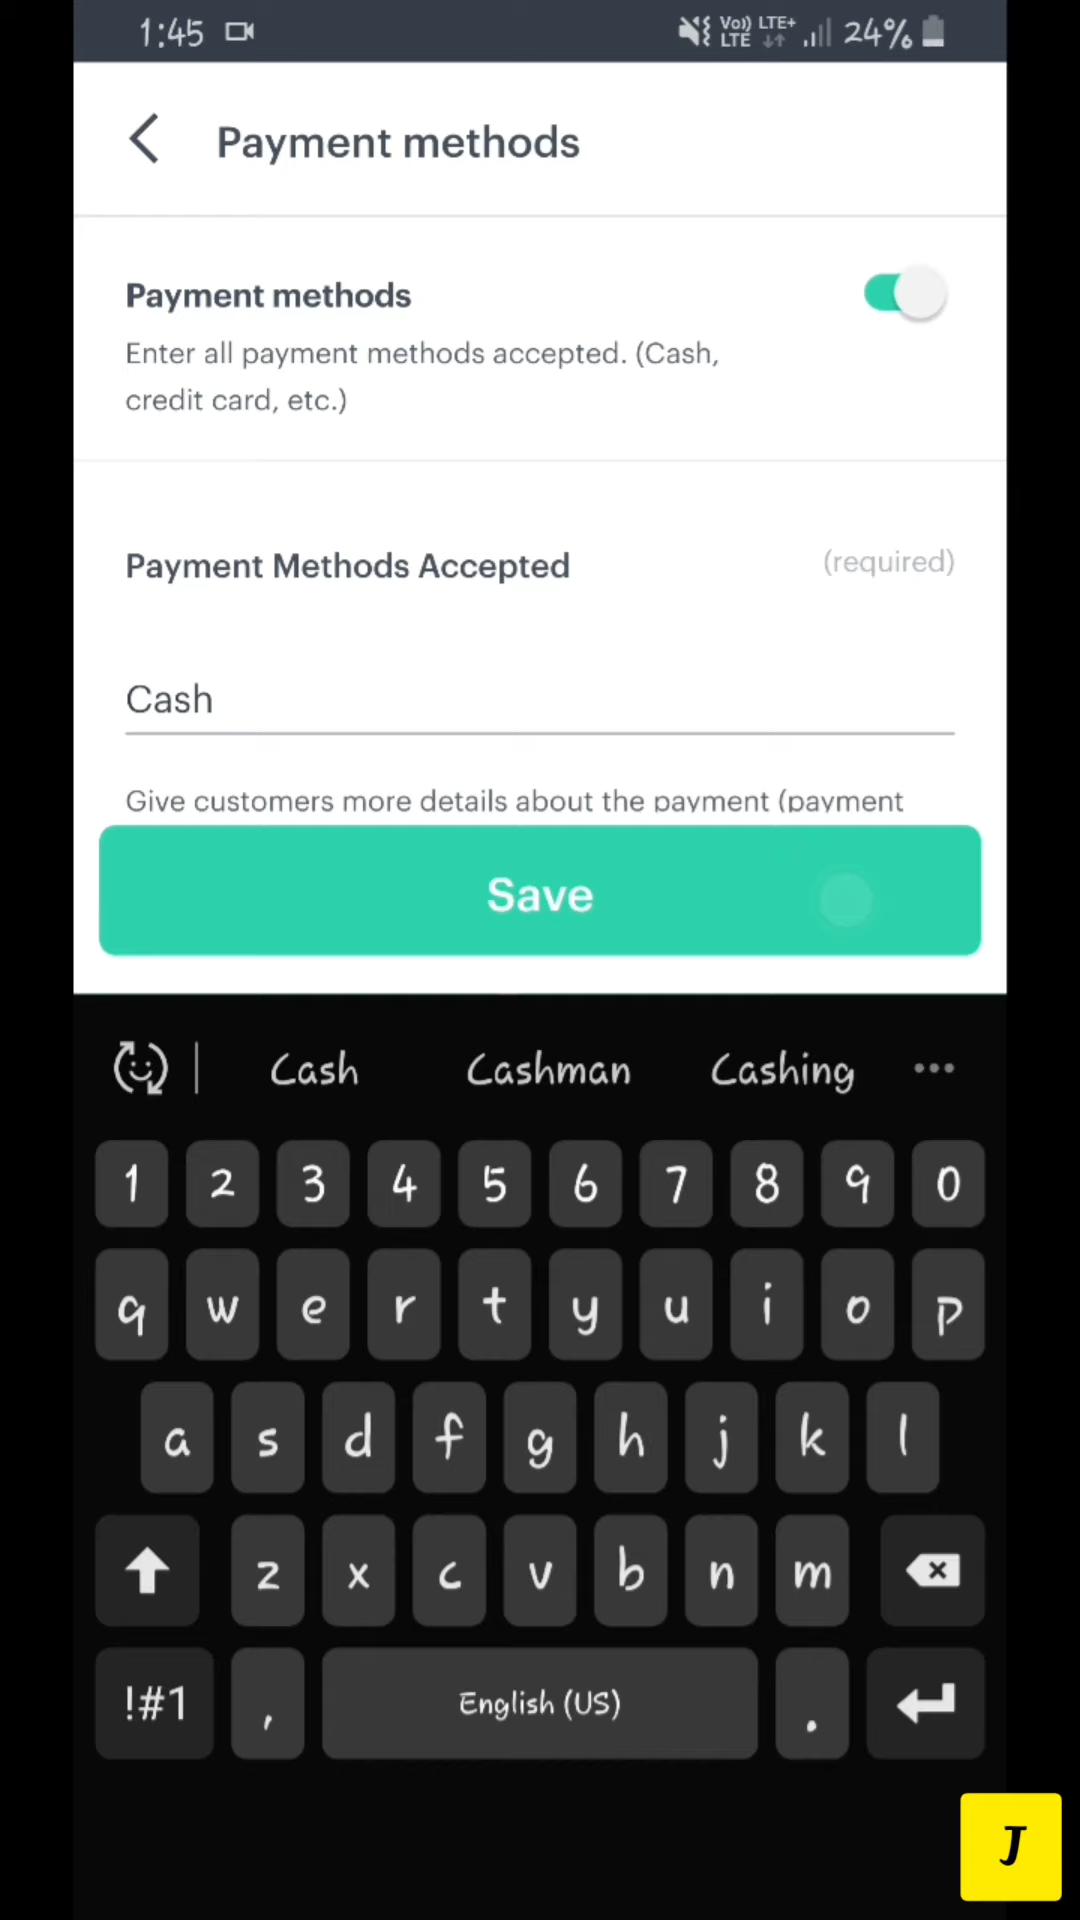 1:45 Vo)) LTE LTE+ 24%
Payment methods
Payment methods
Enter all payment methods accepted. (Cash,
credit card, etc.)
Payment Methods Accepted (required)
Cash
Give customers more details about the payment (payment
Save
Cash Cashman Cashing ...
1 2 3 4 5 6 7 8 9 0
q w e r t y u i o p
a s d f g h j k l
z x c v b n m
!#1 , English (US) .
J